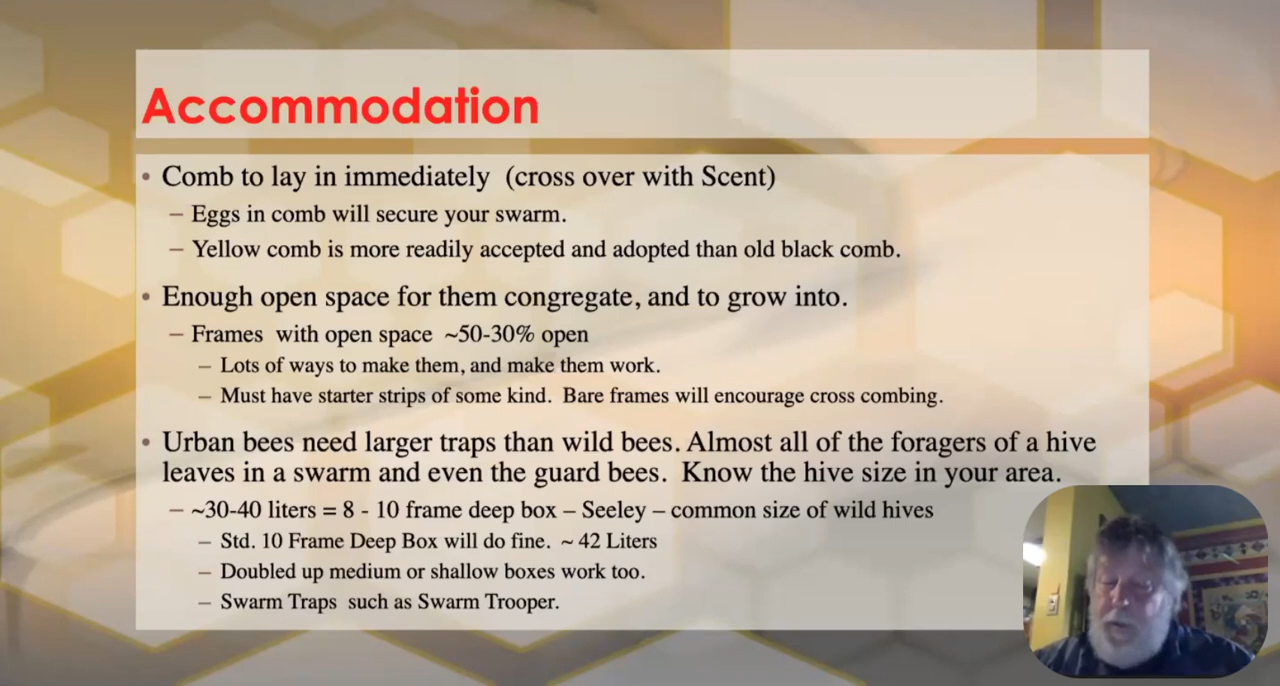 Accommodation
• Comb to lay in immediately (cross over with Scent)
– Eggs in comb will secure your swarm.
– Yellow comb is more readily accepted and adopted than old black comb.
• Enough open space for them congregate, and to grow into.
– Frames with open space ~50-30% open
– Lots of ways to make them, and make them work.
– Must have starter strips of some kind. Bare frames will encourage cross combing.
• Urban bees need larger traps than wild bees. Almost all of the foragers of a hive
leaves in a swarm and even the guard bees. Know the hive size in your area.
– ~30-40 liters = 8 - 10 frame deep box – Seeley – common size of wild hives
– Std. 10 Frame Deep Box will do fine. ~ 42 Liters
– Doubled up medium or shallow boxes work too.
– Swarm Traps such as Swarm Trooper.